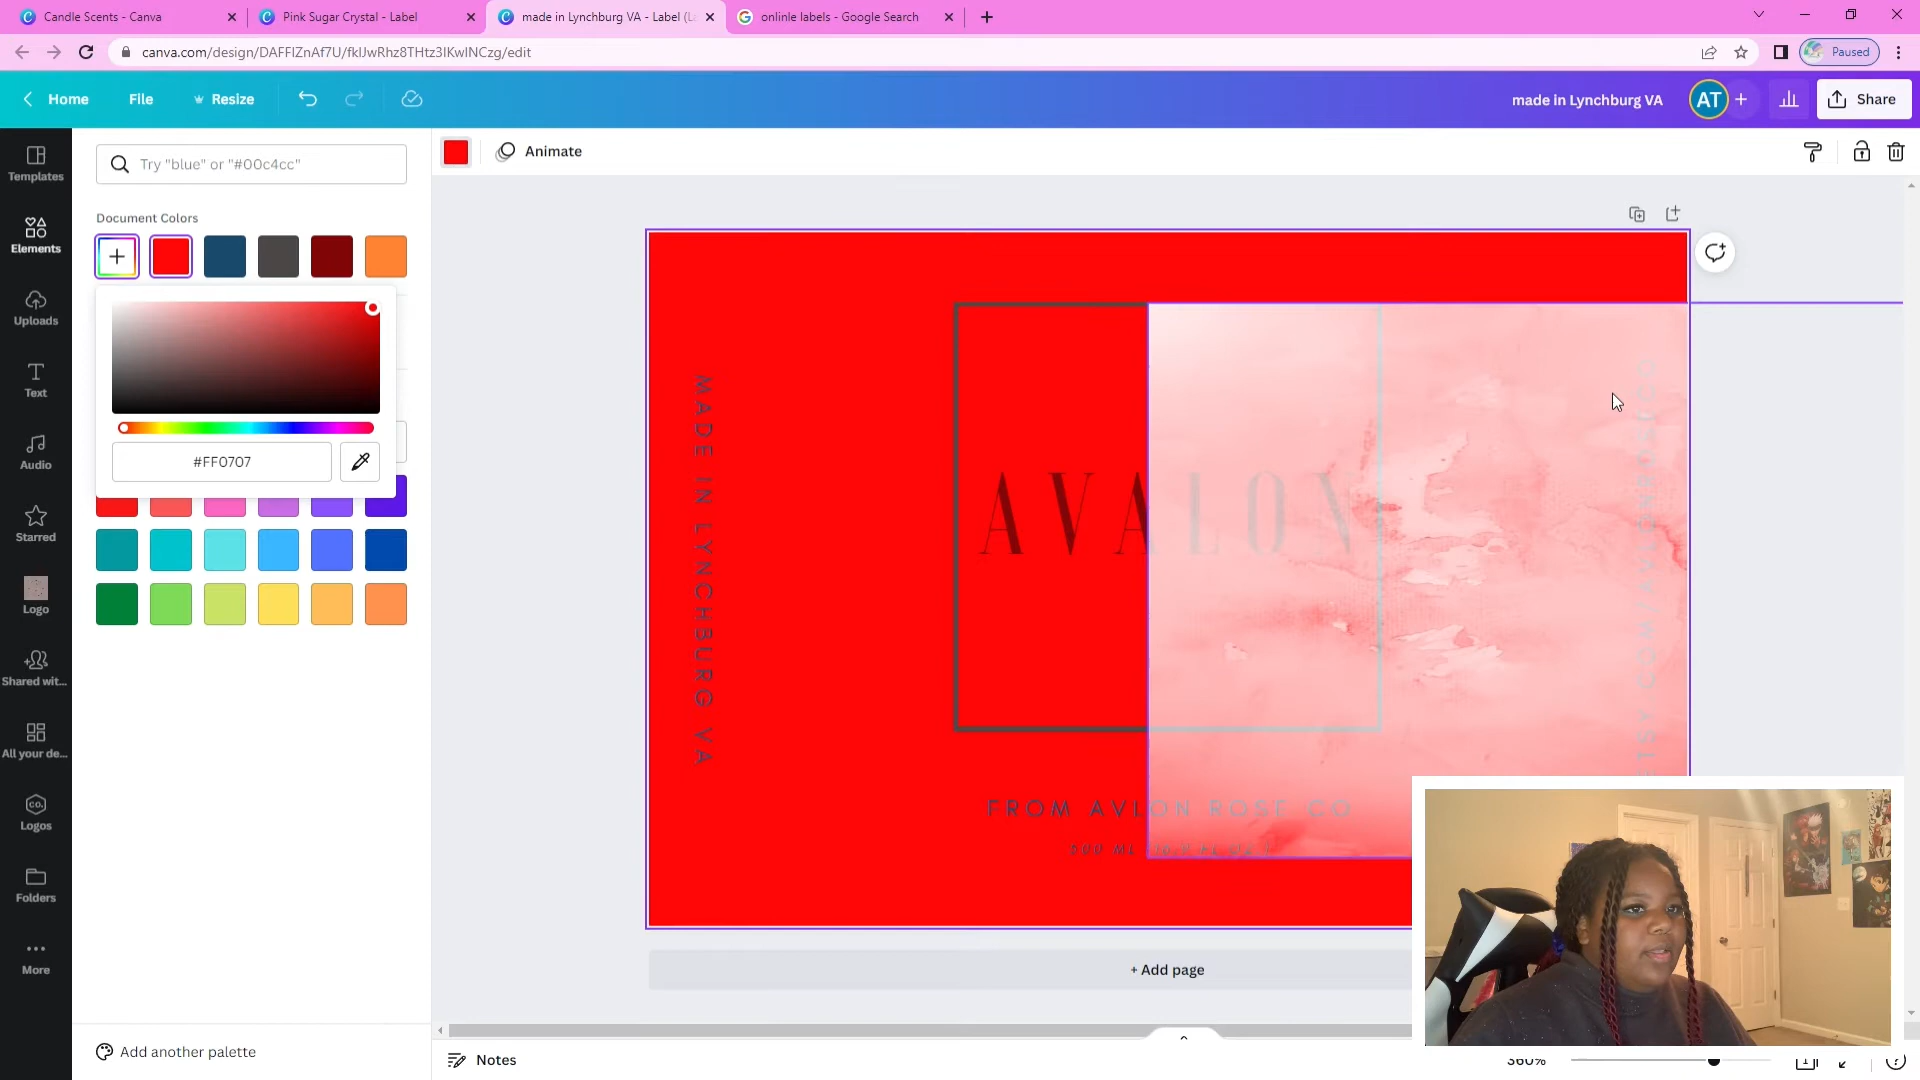 Candle Scents - Canva
Pink Sugar Crystal - Label
made in Lynchburg VA - Label (L
onlinle labels - Google Search
canva.com/design/DAFFlZnAf7U/fklJwRhz8THtz3lKwlNCzg/edit
Paused
Home
File
Resize
made in Lynchburg VA
AT
Share
Templates
Elements
Uploads
Text
Audio
Starred
Logo
Shared wit...
All your de...
Logos
Folders
More
Try "blue" or "#00c4cc"
Document Colors
#FF0707
Add another palette
Animate
MADE IN LYNCHBURG VA
AVALON
FROM AVLON ROSE CO
+ Add page
Notes
360%